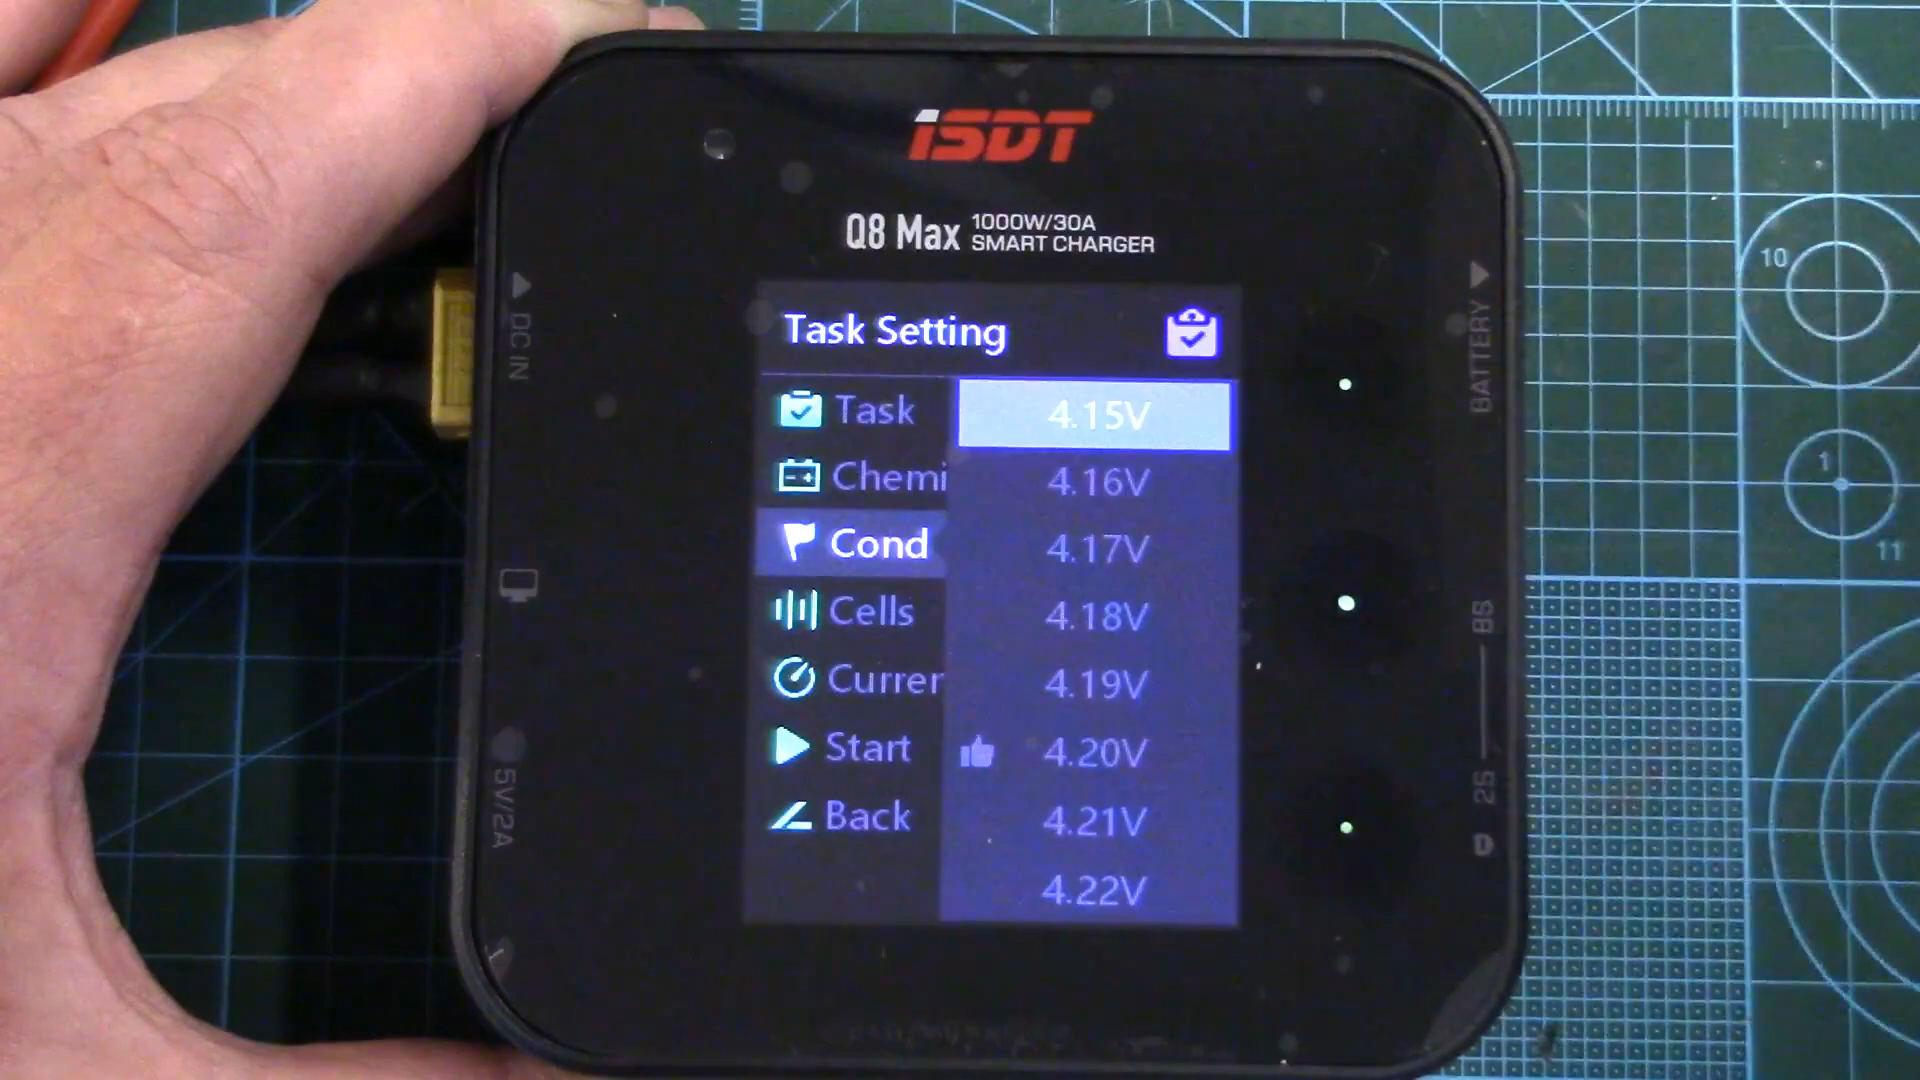 iSDT
Q8 Max 1000W/30A
SMART CHARGER
Task Setting
Task
Chemi
Cond
Cells
Curren
Start
Back
4.15V
4.16V
4.17V
4.18V
4.19V
4.20V
4.21V
4.22V
DC IN
5V/2A
BATTERY
8S
2S
10
1
11